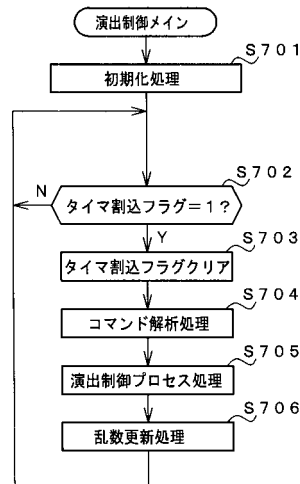 演出制御メイン
S701
初期化処理
S702
N
タイマ割込フラグ=1?
Y
S703
タイマ割込フラグクリア
S704
コマンド解析処理
S705
演出制御プロセス処理
S706
乱数更新処理